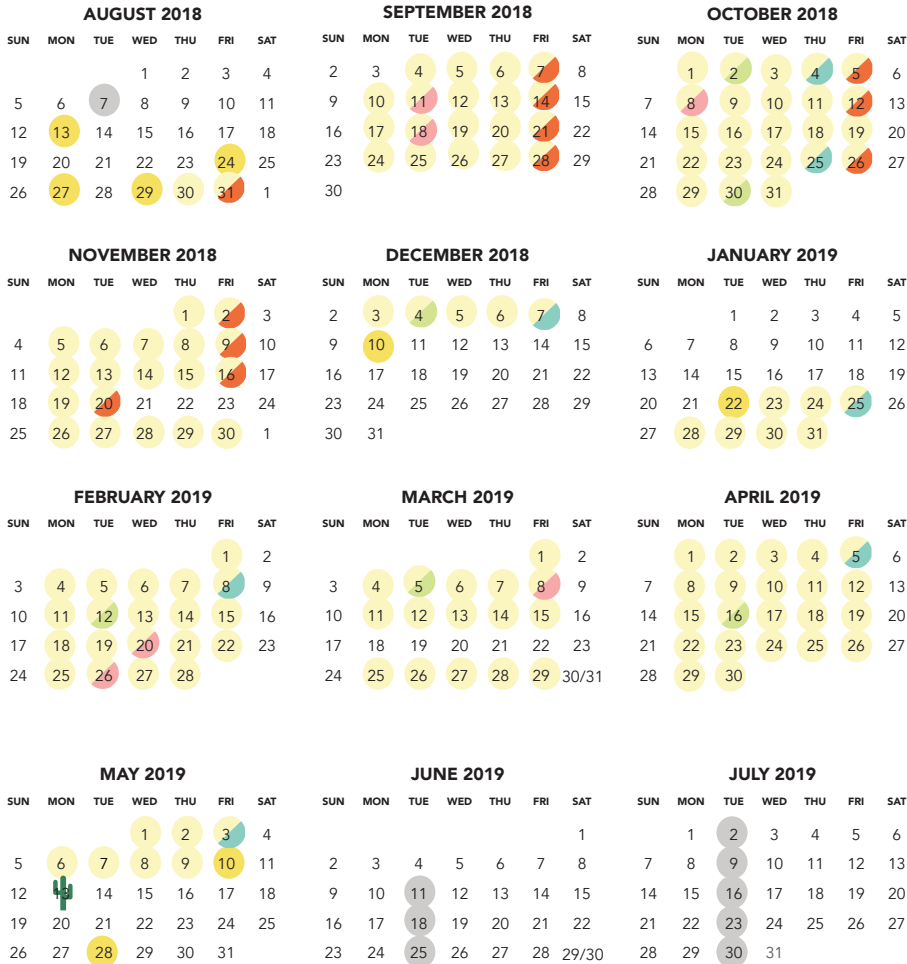 AUGUST 2018
SUN MON TUE WED THU FRI SAT
1 2 3 4
5 6 7 8 9 10 11
12 13 14 15 16 17 18
19 20 21 22 23 24 25
26 27 28 29 30 31 1
SEPTEMBER 2018
SUN MON TUE WED THU FRI SAT
2 3 4 5 6 7 8
9 10 11 12 13 14 15
16 17 18 19 20 21 22
23 24 25 26 27 28 29
30
OCTOBER 2018
SUN MON TUE WED THU FRI SAT
1 2 3 4 5 6
7 8 9 10 11 12 13
14 15 16 17 18 19 20
21 22 23 24 25 26 27
28 29 30 31
NOVEMBER 2018
SUN MON TUE WED THU FRI SAT
1 2 3
4 5 6 7 8 9 10
11 12 13 14 15 16 17
18 19 20 21 22 23 24
25 26 27 28 29 30 1
DECEMBER 2018
SUN MON TUE WED THU FRI SAT
2 3 4 5 6 7 8
9 10 11 12 13 14 15
16 17 18 19 20 21 22
23 24 25 26 27 28 29
30 31
JANUARY 2019
SUN MON TUE WED THU FRI SAT
1 2 3 4 5
6 7 8 9 10 11 12
13 14 15 16 17 18 19
20 21 22 23 24 25 26
27 28 29 30 31
FEBRUARY 2019
SUN MON TUE WED THU FRI SAT
1 2
3 4 5 6 7 8 9
10 11 12 13 14 15 16
17 18 19 20 21 22 23
24 25 26 27 28
MARCH 2019
SUN MON TUE WED THU FRI SAT
1 2
3 4 5 6 7 8 9
10 11 12 13 14 15 16
17 18 19 20 21 22 23
24 25 26 27 28 29 30/31
APRIL 2019
SUN MON TUE WED THU FRI SAT
1 2 3 4 5 6
7 8 9 10 11 12 13
14 15 16 17 18 19 20
21 22 23 24 25 26 27
28 29 30
MAY 2019
SUN MON TUE WED THU FRI SAT
1 2 3 4
5 6 7 8 9 10 11
12 13 14 15 16 17 18
19 20 21 22 23 24 25
26 27 28 29 30 31
JUNE 2019
SUN MON TUE WED THU FRI SAT
1
2 3 4 5 6 7 8
9 10 11 12 13 14 15
16 17 18 19 20 21 22
23 24 25 26 27 28 29/30
JULY 2019
SUN MON TUE WED THU FRI SAT
1 2 3 4 5 6
7 8 9 10 11 12 13
14 15 16 17 18 19 20
21 22 23 24 25 26 27
28 29 30 31